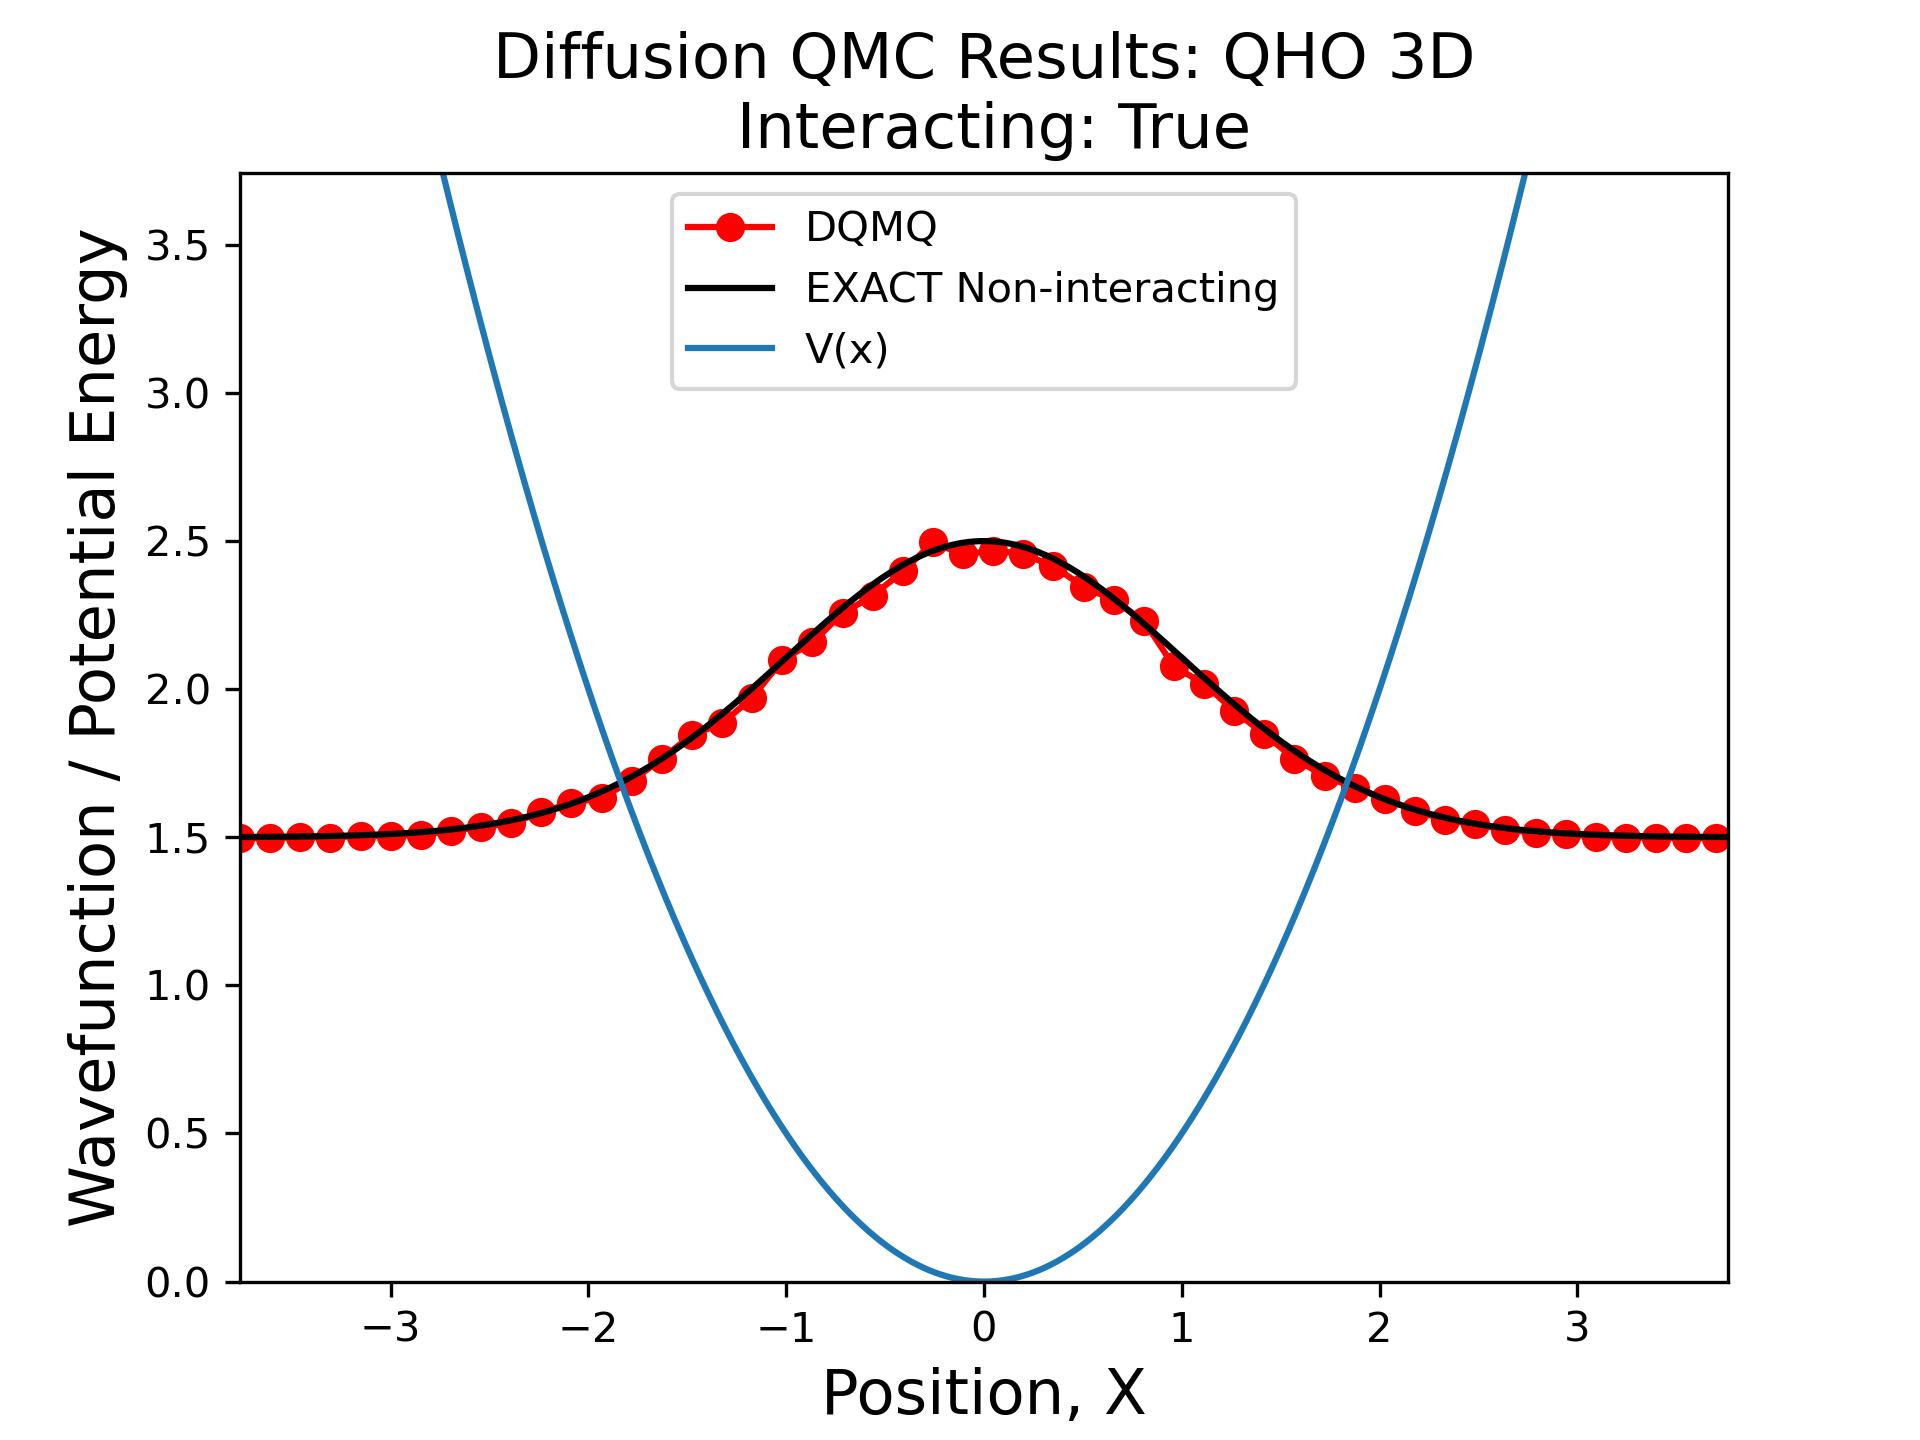 Diffusion QMC Results: QHO 3D
Interacting: True
DQMQ
EXACT Non-interacting
V(x)
Wavefunction / Potential Energy
3.5
3.0
2.5
2.0
1.5
1.0
0.5
0.0
−3
−2
−1
0
1
2
3
Position, X